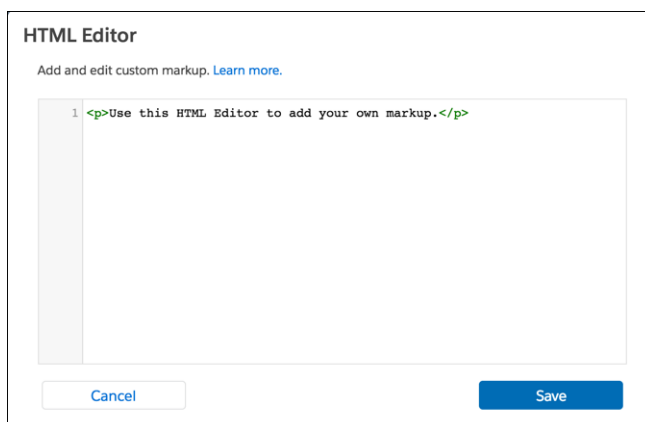 HTML Editor
Add and edit custom markup. Learn more.
1 <p>Use this HTML Editor to add your own markup.</p>
Cancel Save